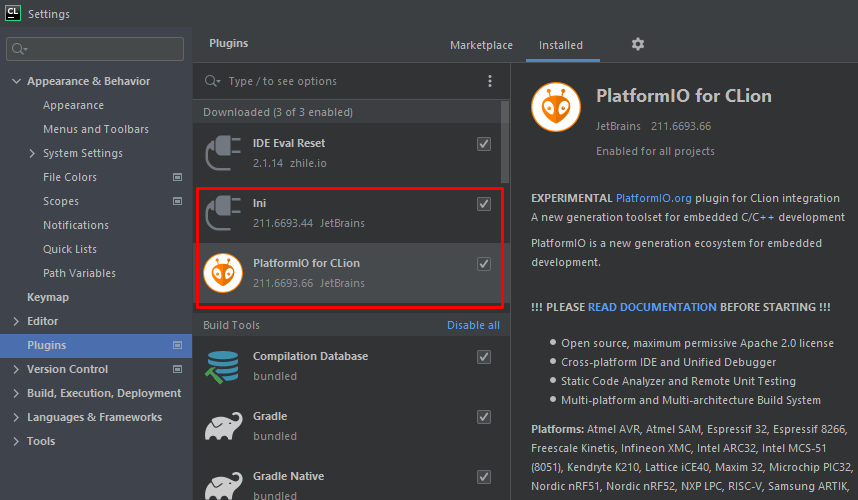 CL
Settings
Appearance & Behavior
Appearance
Menus and Toolbars
System Settings
File Colors
Scopes
Notifications
Quick Lists
Path Variables
Keymap
Editor
Plugins
Version Control
Build, Execution, Deployment
Languages & Frameworks
Tools
Plugins
Marketplace
Installed
Type / to see options
Downloaded (3 of 3 enabled)
IDE Eval Reset
2.1.14 zhile.io
Ini
211.6693.44 JetBrains
PlatformIO for CLion
211.6693.66 JetBrains
Build Tools
Disable all
Compilation Database
bundled
Gradle
bundled
Gradle Native
bundled
PlatformIO for CLion
JetBrains 211.6693.66
Enabled for all projects
EXPERIMENTAL PlatformIO.org plugin for CLion integration
A new generation toolset for embedded C/C++ development
PlatformIO is a new generation ecosystem for embedded
development.
!!! PLEASE READ DOCUMENTATION BEFORE STARTING !!!
Open source, maximum permissive Apache 2.0 license
Cross-platform IDE and Unified Debugger
Static Code Analyzer and Remote Unit Testing
Multi-platform and Multi-architecture Build System
Platforms: Atmel AVR, Atmel SAM, Espressif 32, Espressif 8266,
Freescale Kinetis, Infineon XMC, Intel ARC32, Intel MCS-51
(8051), Kendryte K210, Lattice iCE40, Maxim 32, Microchip PIC32,
Nordic nRF51, Nordic nRF52, NXP LPC, RISC-V, Samsung ARTIK,